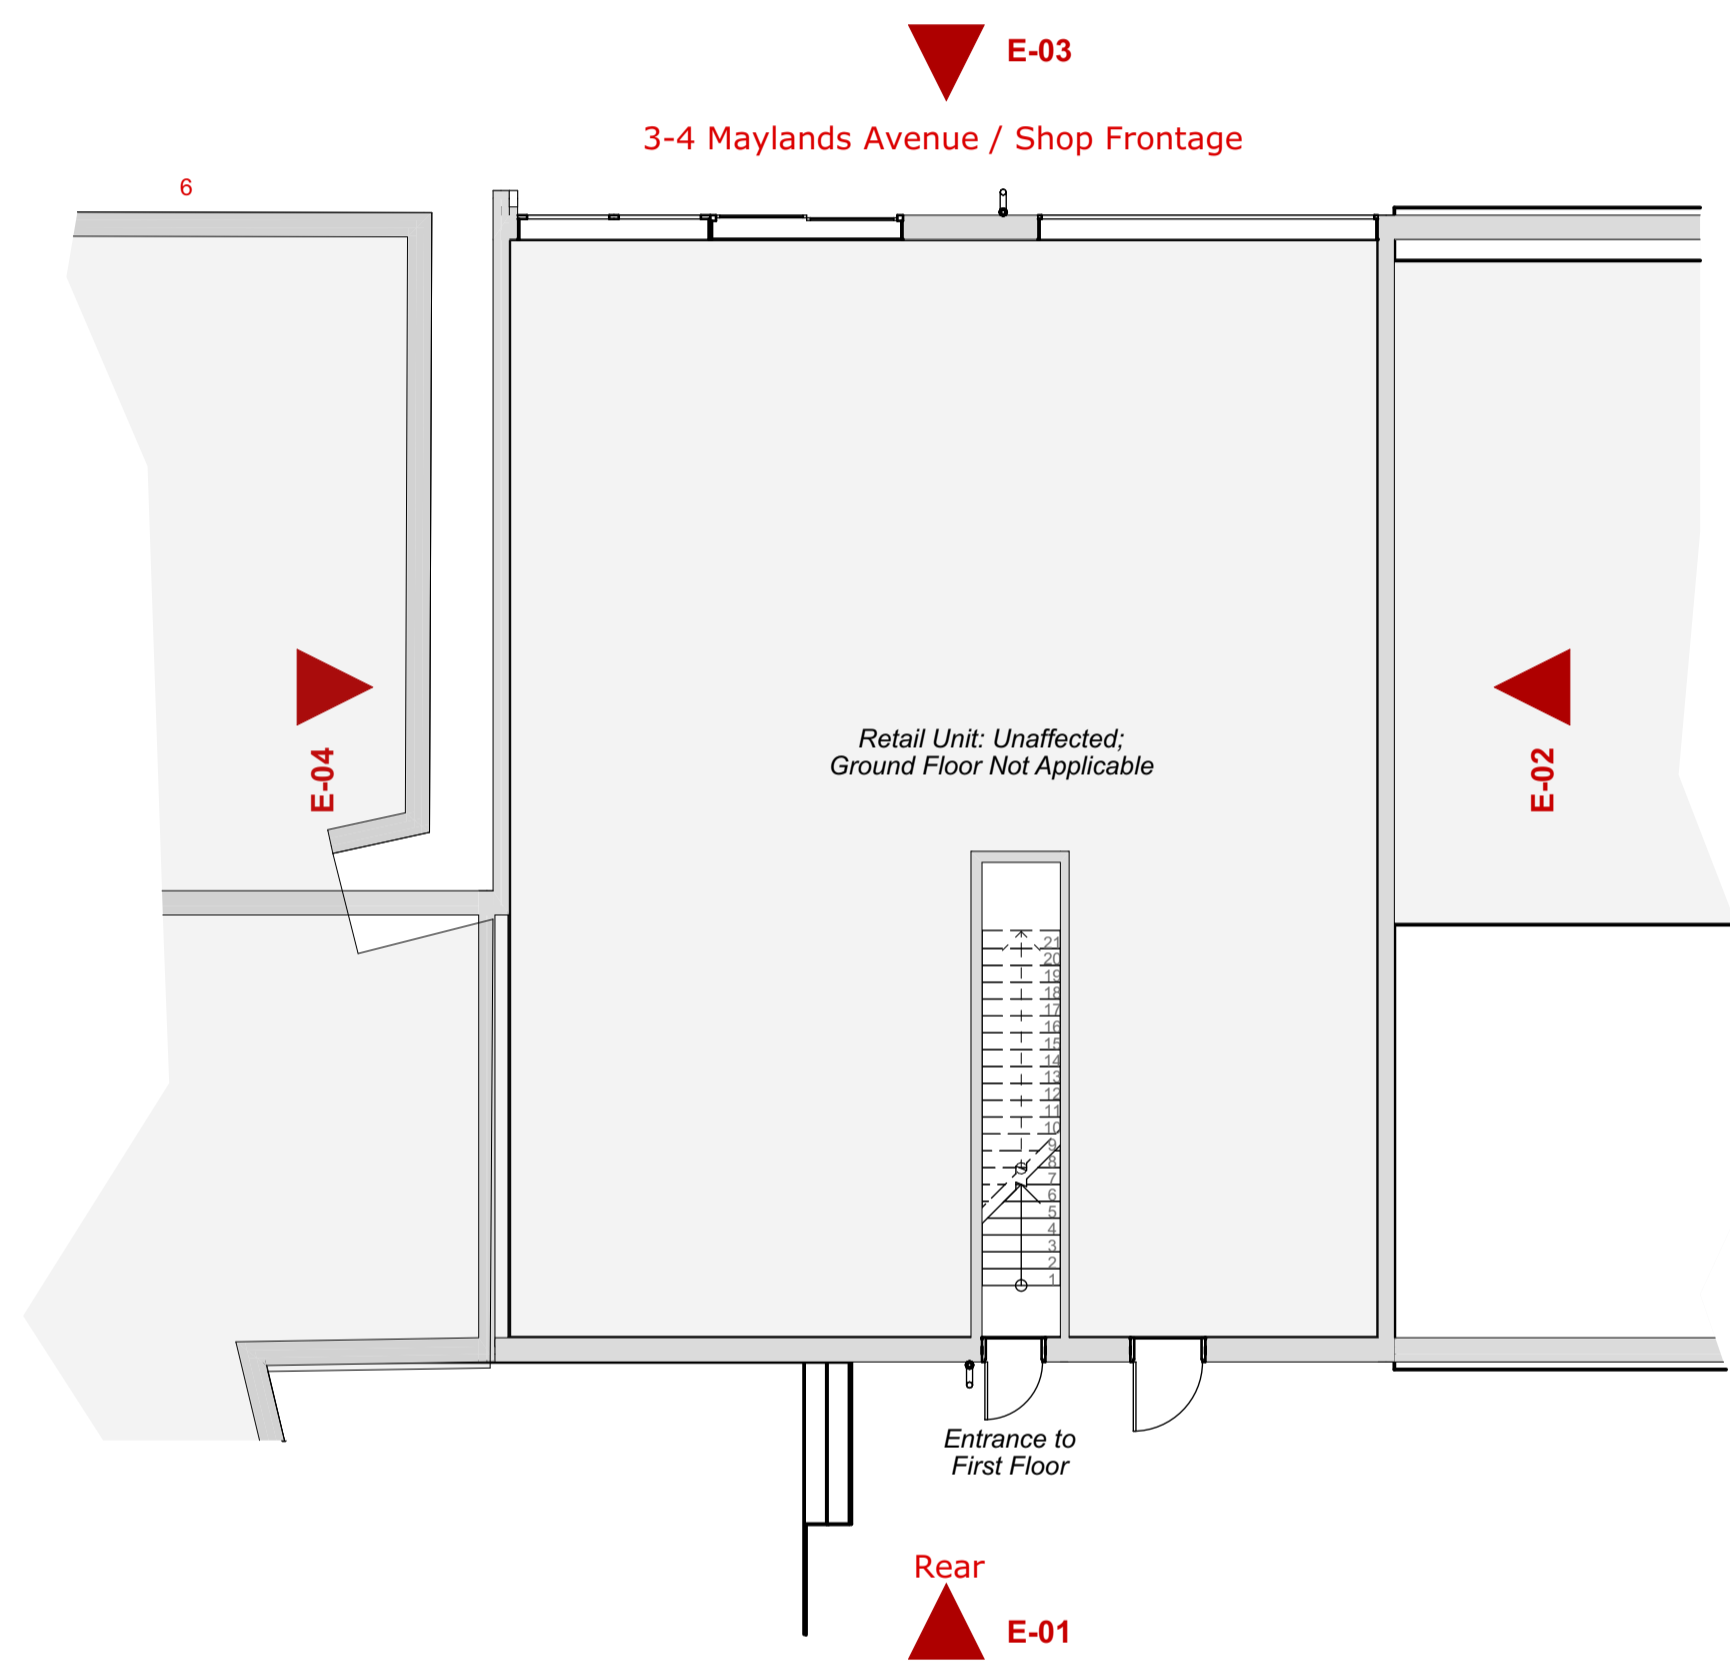 E-03
3-4 Maylands Avenue / Shop Frontage
6
E-04
E-02
Retail Unit: Unaffected;
Ground Floor Not Applicable
21
20
19
18
17
16
15
14
13
12
11
10
9
8
7
6
5
4
3
2
1
Entrance to
First Floor
Rear
E-01